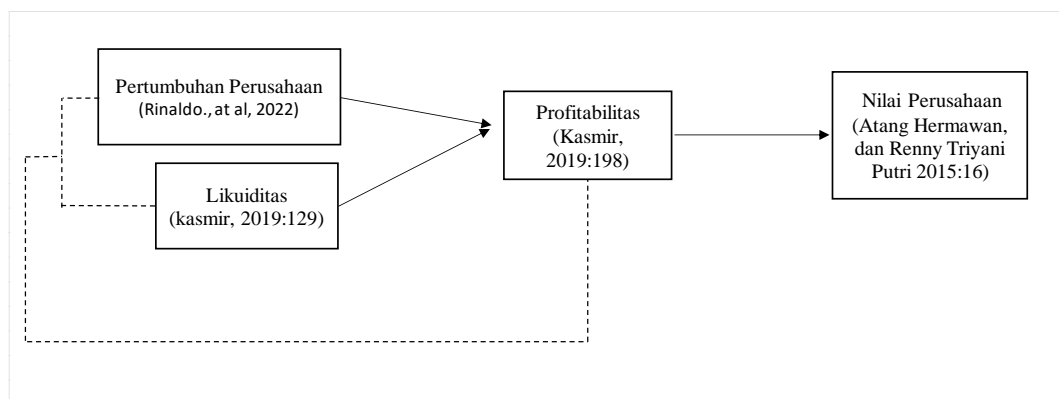 Pertumbuhan Perusahaan
(Rinaldo., at al, 2022)
Likuiditas
(kasmir, 2019:129)
Profitabilitas
(Kasmir,
2019:198)
Nilai Perusahaan
(Atang Hermawan,
dan Renny Triyani
Putri 2015:16)